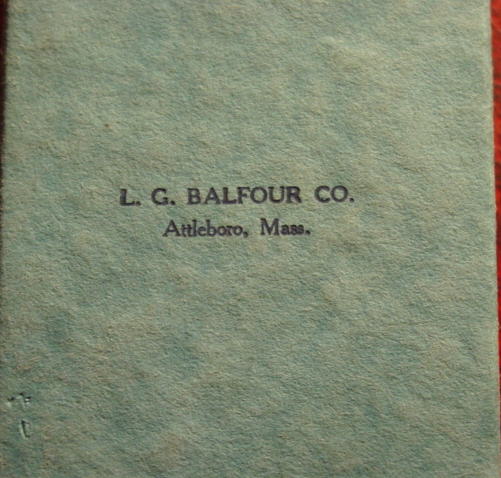 L. G. BALFOUR CO.
Attleboro, Mass.